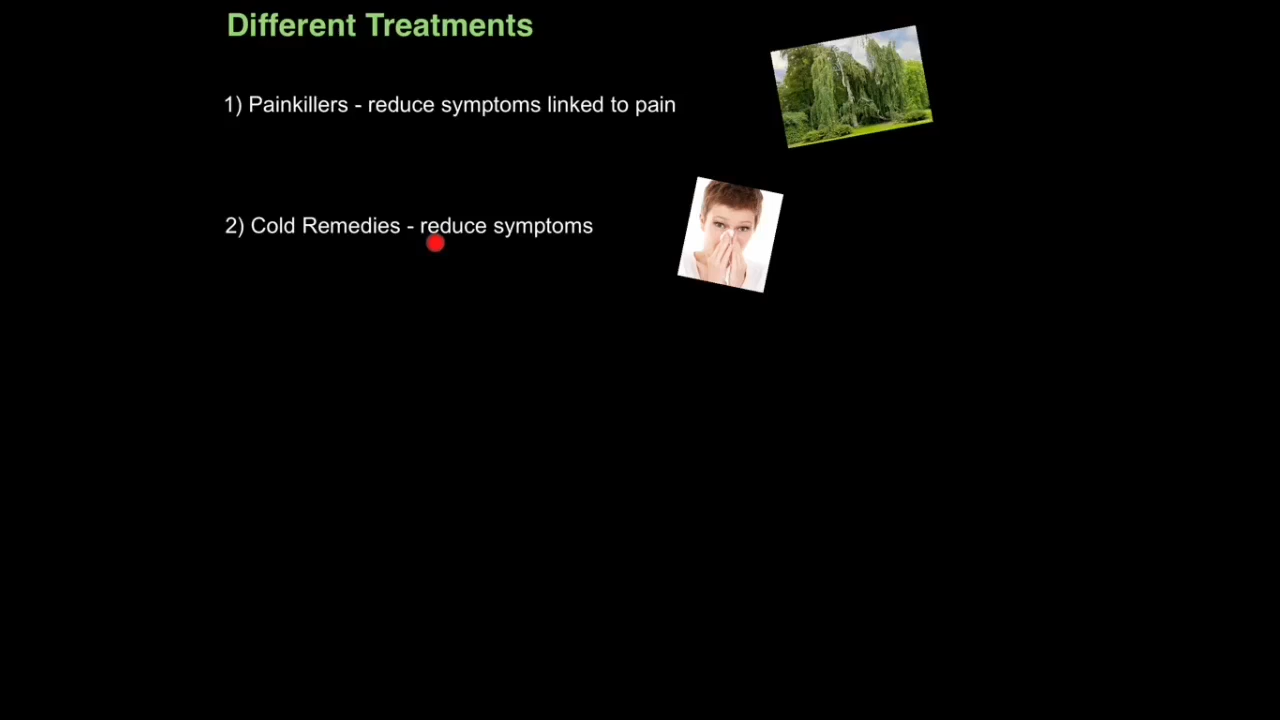 Different Treatments
1) Painkillers - reduce symptoms linked to pain
2) Cold Remedies - reduce symptoms